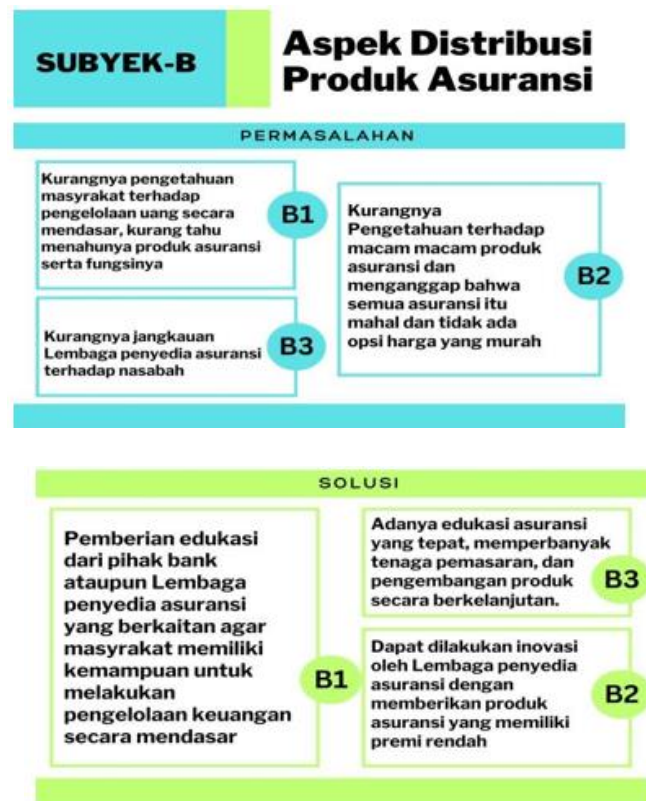 SUBYEK-B
Aspek Distribusi
Produk Asuransi
PERMASALAHAN
Kurangnya pengetahuan
masyrakat terhadap
pengelolaan uang secara
mendasar, kurang tahu
menahunya produk asuransi
serta fungsinya
B1
Kurangnya
Pengetahuan terhadap
macam macam produk
asuransi dan
menganggap bahwa
semua asuransi itu
mahal dan tidak ada
opsi harga yang murah
B2
Kurangnya jangkauan
Lembaga penyedia asuransi
terhadap nasabah
B3
SOLUSI
Pemberian edukasi
dari pihak bank
ataupun Lembaga
penyedia asuransi
yang berkaitan agar
masyrakat memiliki
kemampuan untuk
melakukan
pengelolaan keuangan
secara mendasar
B1
Adanya edukasi asuransi
yang tepat, memperbanyak
tenaga pemasaran, dan
pengembangan produk
secara berkelanjutan.
B3
Dapat dilakukan inovasi
oleh Lembaga penyedia
asuransi dengan
memberikan produk
asuransi yang memiliki
premi rendah
B2